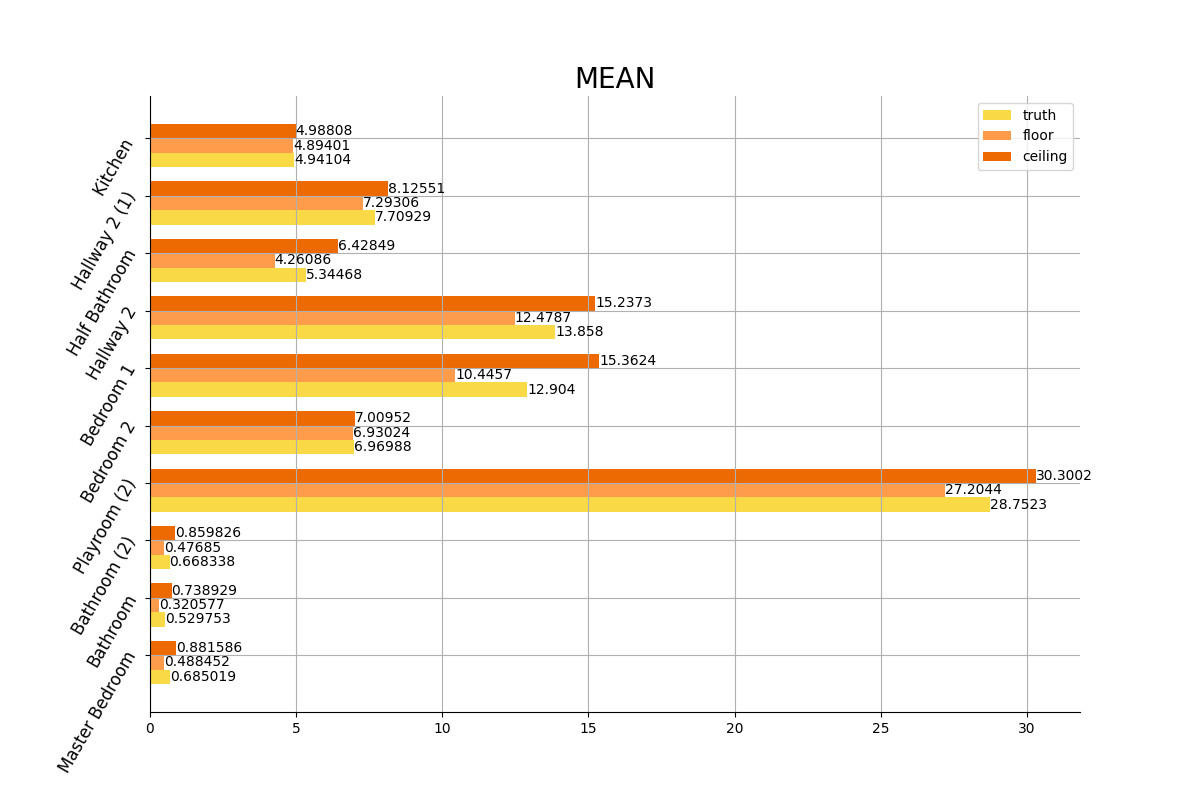 MEAN
truth
floor
ceiling
Kitchen
4.98808
4.89401
4.94104
Hallway 2 (1)
8.12551
7.29306
7.70929
Half Bathroom
6.42849
4.26086
5.34468
Hallway 2
15.2373
12.4787
13.858
Bedroom 1
15.3624
10.4457
12.904
Bedroom 2
7.00952
6.93024
6.96988
Playroom (2)
30.3002
27.2044
28.7523
Bathroom (2)
0.859826
0.47685
0.668338
Bathroom
0.738929
0.320577
0.529753
Master Bedroom
0.881586
0.488452
0.685019
0 5 10 15 20 25 30